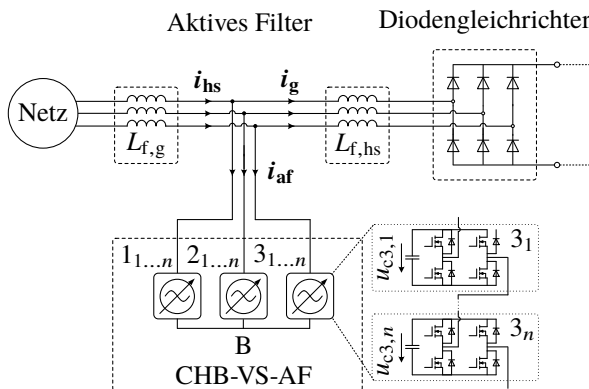 Aktives Filter
Diodengleichrichter
Netz
i_hs
i_g
L_f,g
L_f,hs
i_af
1_1...n 2_1...n 3_1...n
u_c3,1
3_1
u_c3,n
3_n
B
CHB-VS-AF